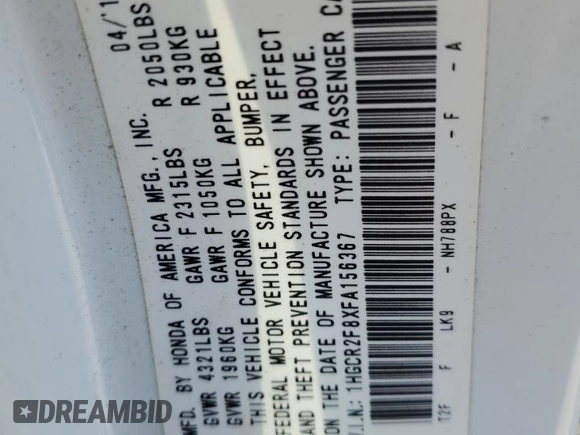 04/'1
MFD. BY HONDA OF AMERICA MFG., INC.
GVWR 4321LBS GAWR F 2315LBS R 2050LBS
GVWR 1960KG GAWR F 1050KG R 930KG
THIS VEHICLE CONFORMS TO ALL APPLICABLE
FEDERAL MOTOR VEHICLE SAFETY, BUMPER,
AND THEFT PREVENTION STANDARDS IN EFFECT
ON THE DATE OF MANUFACTURE SHOWN ABOVE.
V.I.N.: 1HGCR2F8XFA156367 TYPE: PASSENGER CA
T2F F LK9 - NH788PX - F - A
DREAMBID